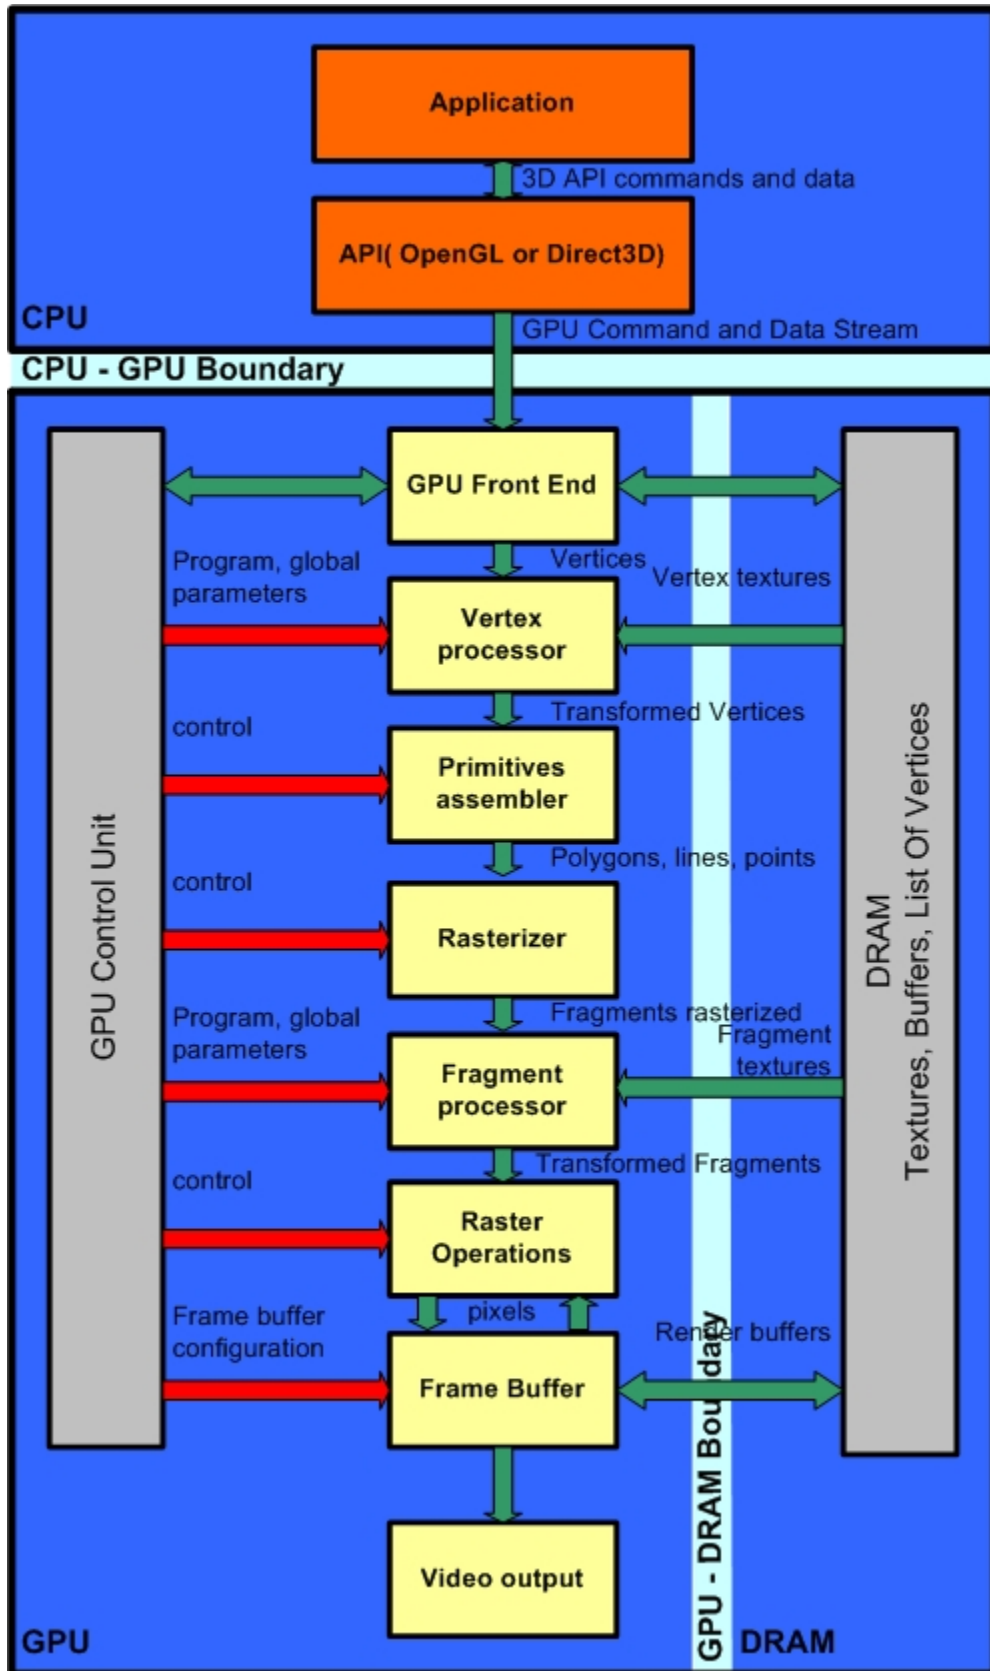 Application
3D API commands and data
API( OpenGL or Direct3D)
CPU
GPU Command and Data Stream
CPU - GPU Boundary
GPU Front End
Vertices
Program, global
parameters
Vertex textures
Vertex
processor
Transformed Vertices
control
Primitives
assembler
Polygons, lines, points
control
Rasterizer
GPU Control Unit
DRAM
Textures, Buffers, List Of Vertices
Fragments rasterized
Program, global
parameters
Fragment
textures
Fragment
processor
Transformed Fragments
control
Raster
Operations
pixels
Frame buffer
configuration
Render buffers
Frame Buffer
GPU - DRAM Boundary
Video output
GPU
DRAM